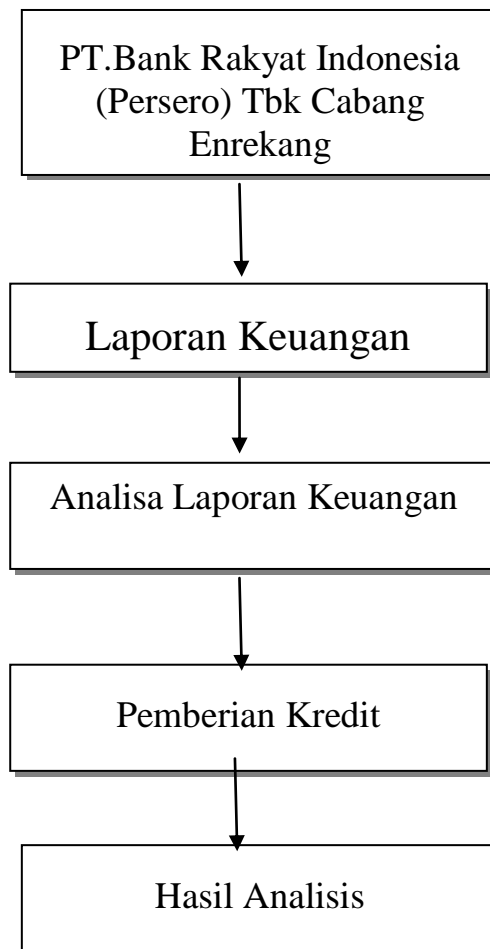 PT.Bank Rakyat Indonesia
(Persero) Tbk Cabang
Enrekang
Laporan Keuangan
Analisa Laporan Keuangan
Pemberian Kredit
Hasil Analisis